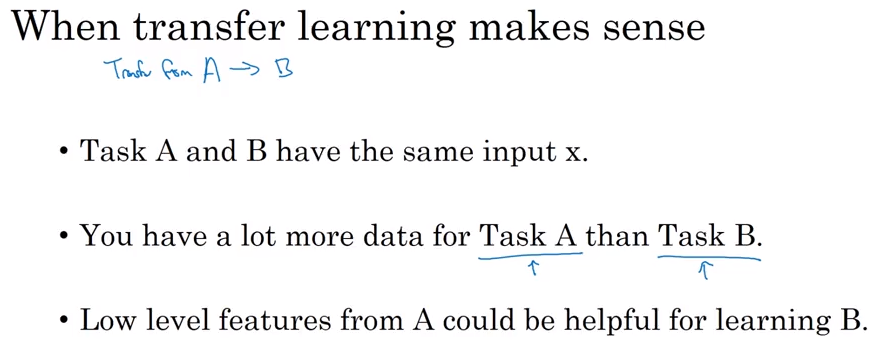 When transfer learning makes sense
Transfer from A → B
• Task A and B have the same input x.
• You have a lot more data for Task A than Task B.
↑ ↑
• Low level features from A could be helpful for learning B.